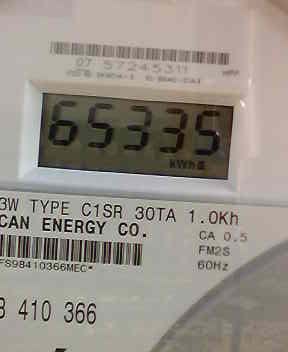 07 57245311
65335
kWh
3W TYPE C1SR 30TA 1.0Kh
CAN ENERGY CO.
CA 0.5
FM2S
60Hz
FS98410366MEC*
8 410 366